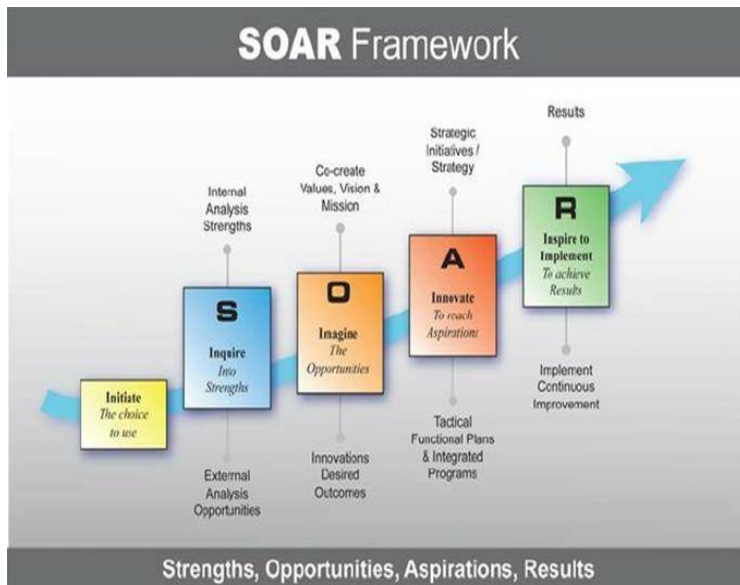 SOAR Framework
Results
Strategic
Initiatives /
Strategy
Co-create
Values, Vision &
Mission
Internal
Analysis
Strengths
R
Inspire to
Implement
To achieve
Results
A
Innovate
To reach
Aspirations
O
Imagine
The
Opportunities
S
Inquire
Into
Strengths
Initiate
The choice
to use
Implement
Continuous
Improvement
Tactical
Functional Plans
& Integrated
Programs
Innovations
Desired
Outcomes
External
Analysis
Opportunities
Strengths, Opportunities, Aspirations, Results